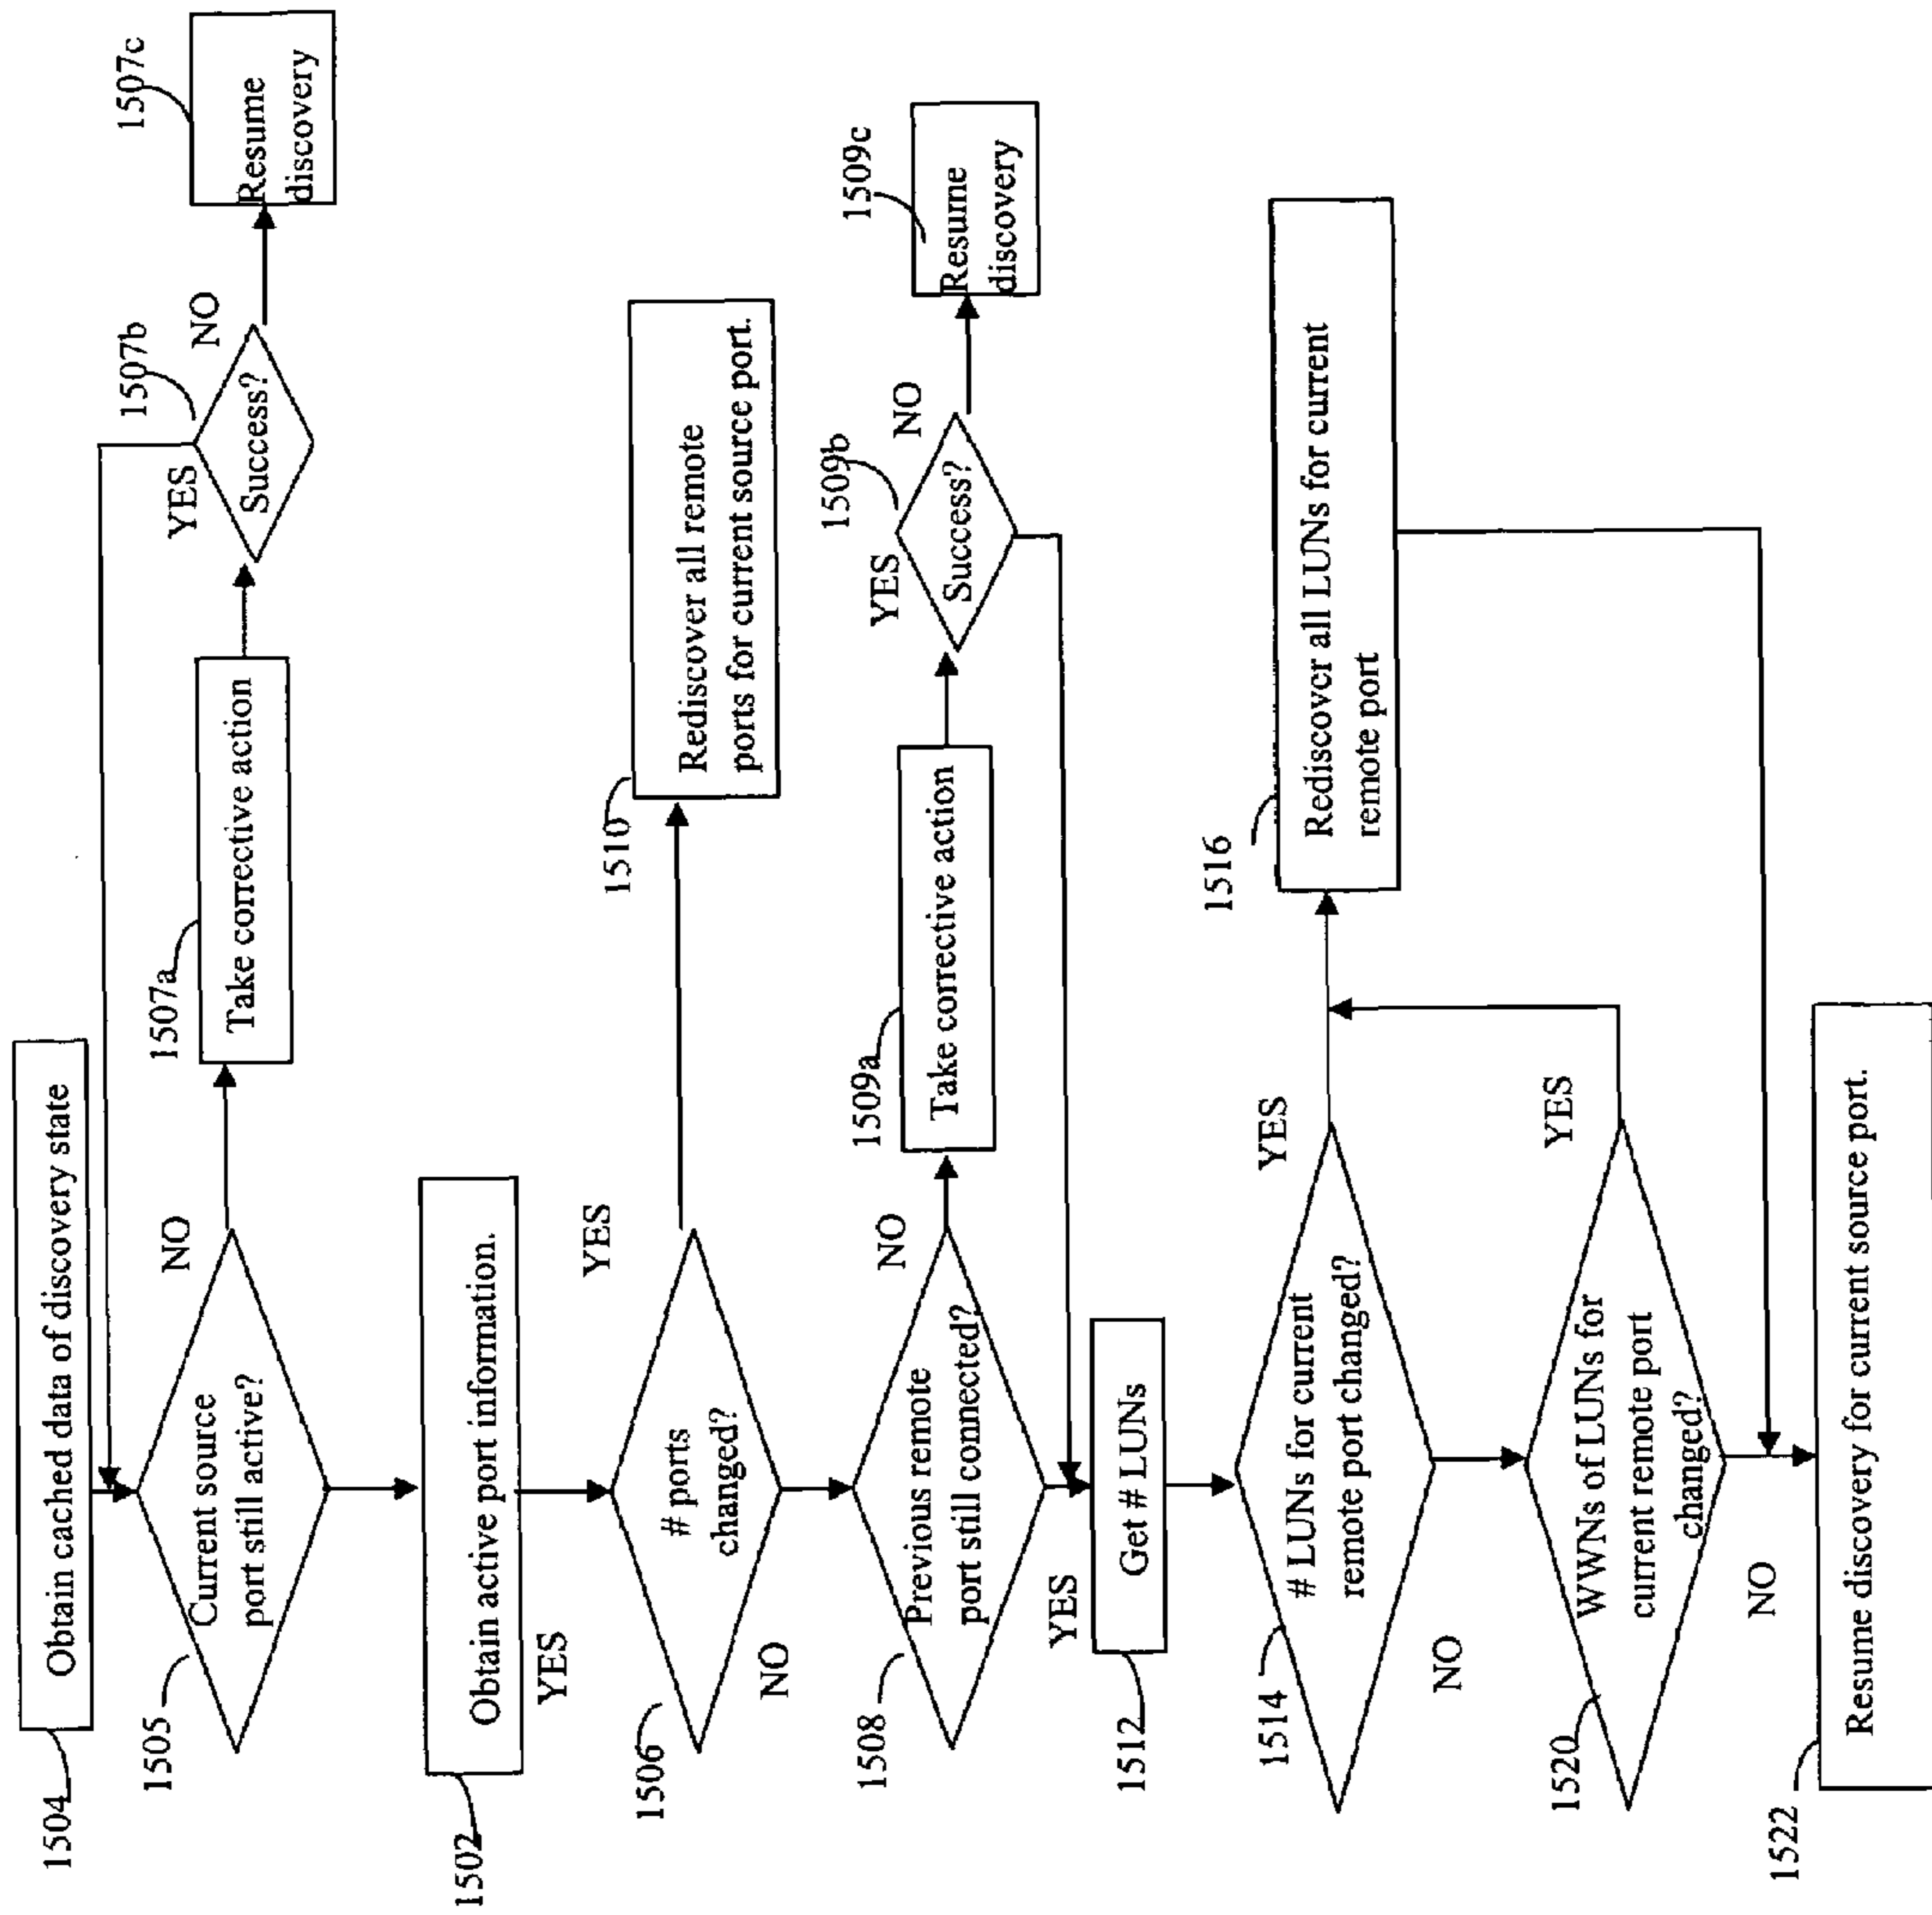 1504
Obtain cached data of discovery state
1505
Current source
port still active?
NO
1507a
Take corrective action
1507b
Success?
YES
NO
1507c
Resume
discovery
1502
Obtain active port information.
YES
1506
# ports
changed?
YES
1510
Rediscover all remote
ports for current source port.
NO
1508
Previous remote
port still connected?
NO
1509a
Take corrective action
1509b
Success?
YES
NO
1509c
Resume
discovery
YES
1512
Get # LUNs
1514
# LUNs for current
remote port changed?
YES
1516
Rediscover all LUNs for current
remote port
NO
1520
WWNs of LUNs for
current remote port
changed?
YES
NO
1522
Resume discovery for current source port.